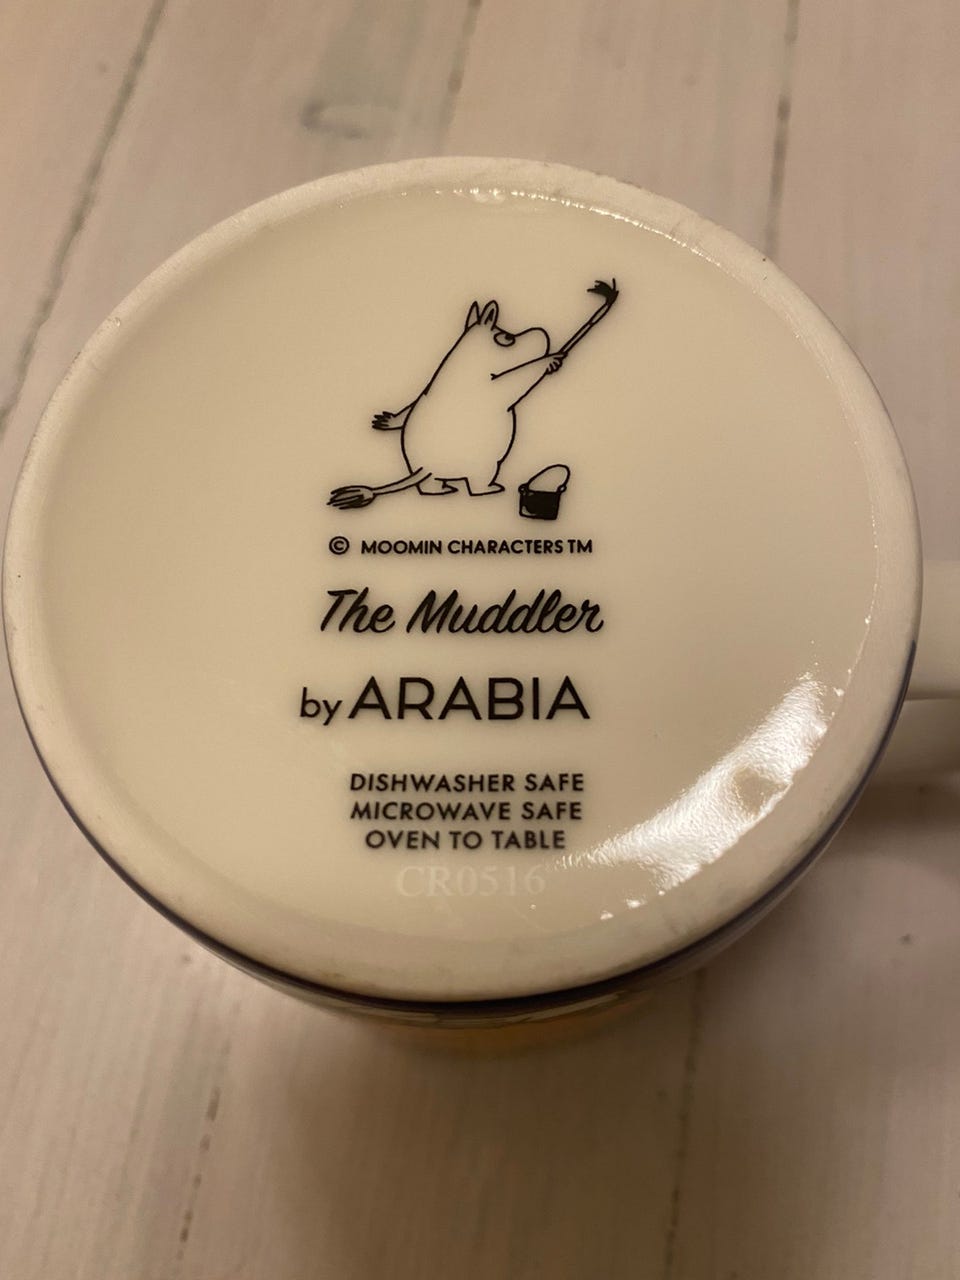 © MOOMIN CHARACTERS TM
The Muddler
by ARABIA
DISHWASHER SAFE
MICROWAVE SAFE
OVEN TO TABLE
CR0516